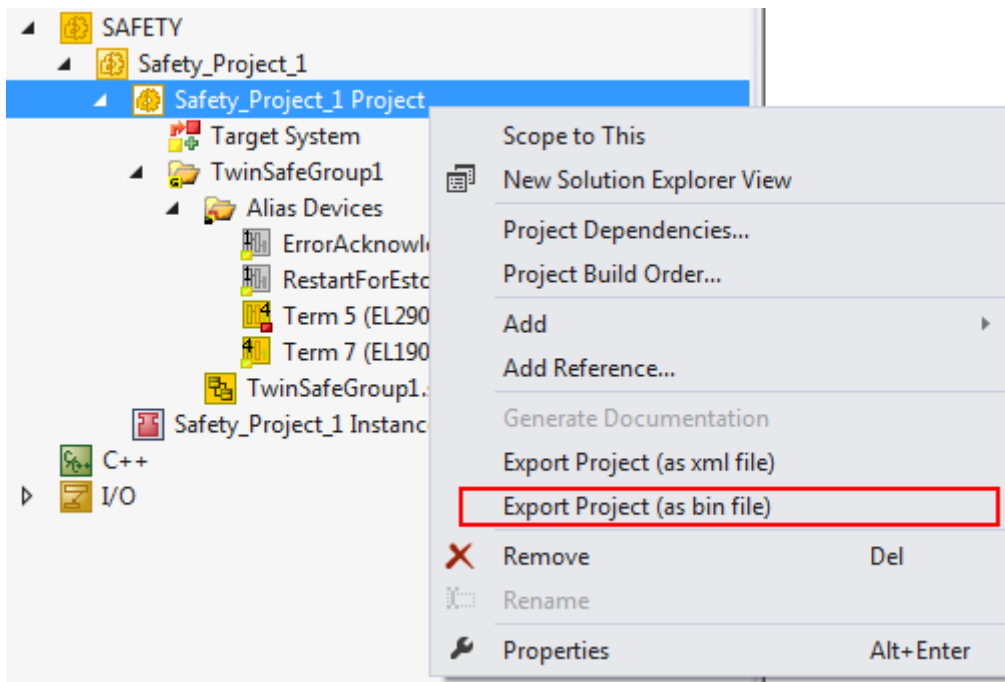 SAFETY
Safety_Project_1
Safety_Project_1 Project
Target System
TwinSafeGroup1
Alias Devices
ErrorAcknowl
RestartForEsto
Term 5 (EL290
Term 7 (EL190
TwinSafeGroup1.
Safety_Project_1 Instanc
C++
I/O
Scope to This
New Solution Explorer View
Project Dependencies...
Project Build Order...
Add
Add Reference...
Generate Documentation
Export Project (as xml file)
Export Project (as bin file)
Remove Del
Rename
Properties Alt+Enter